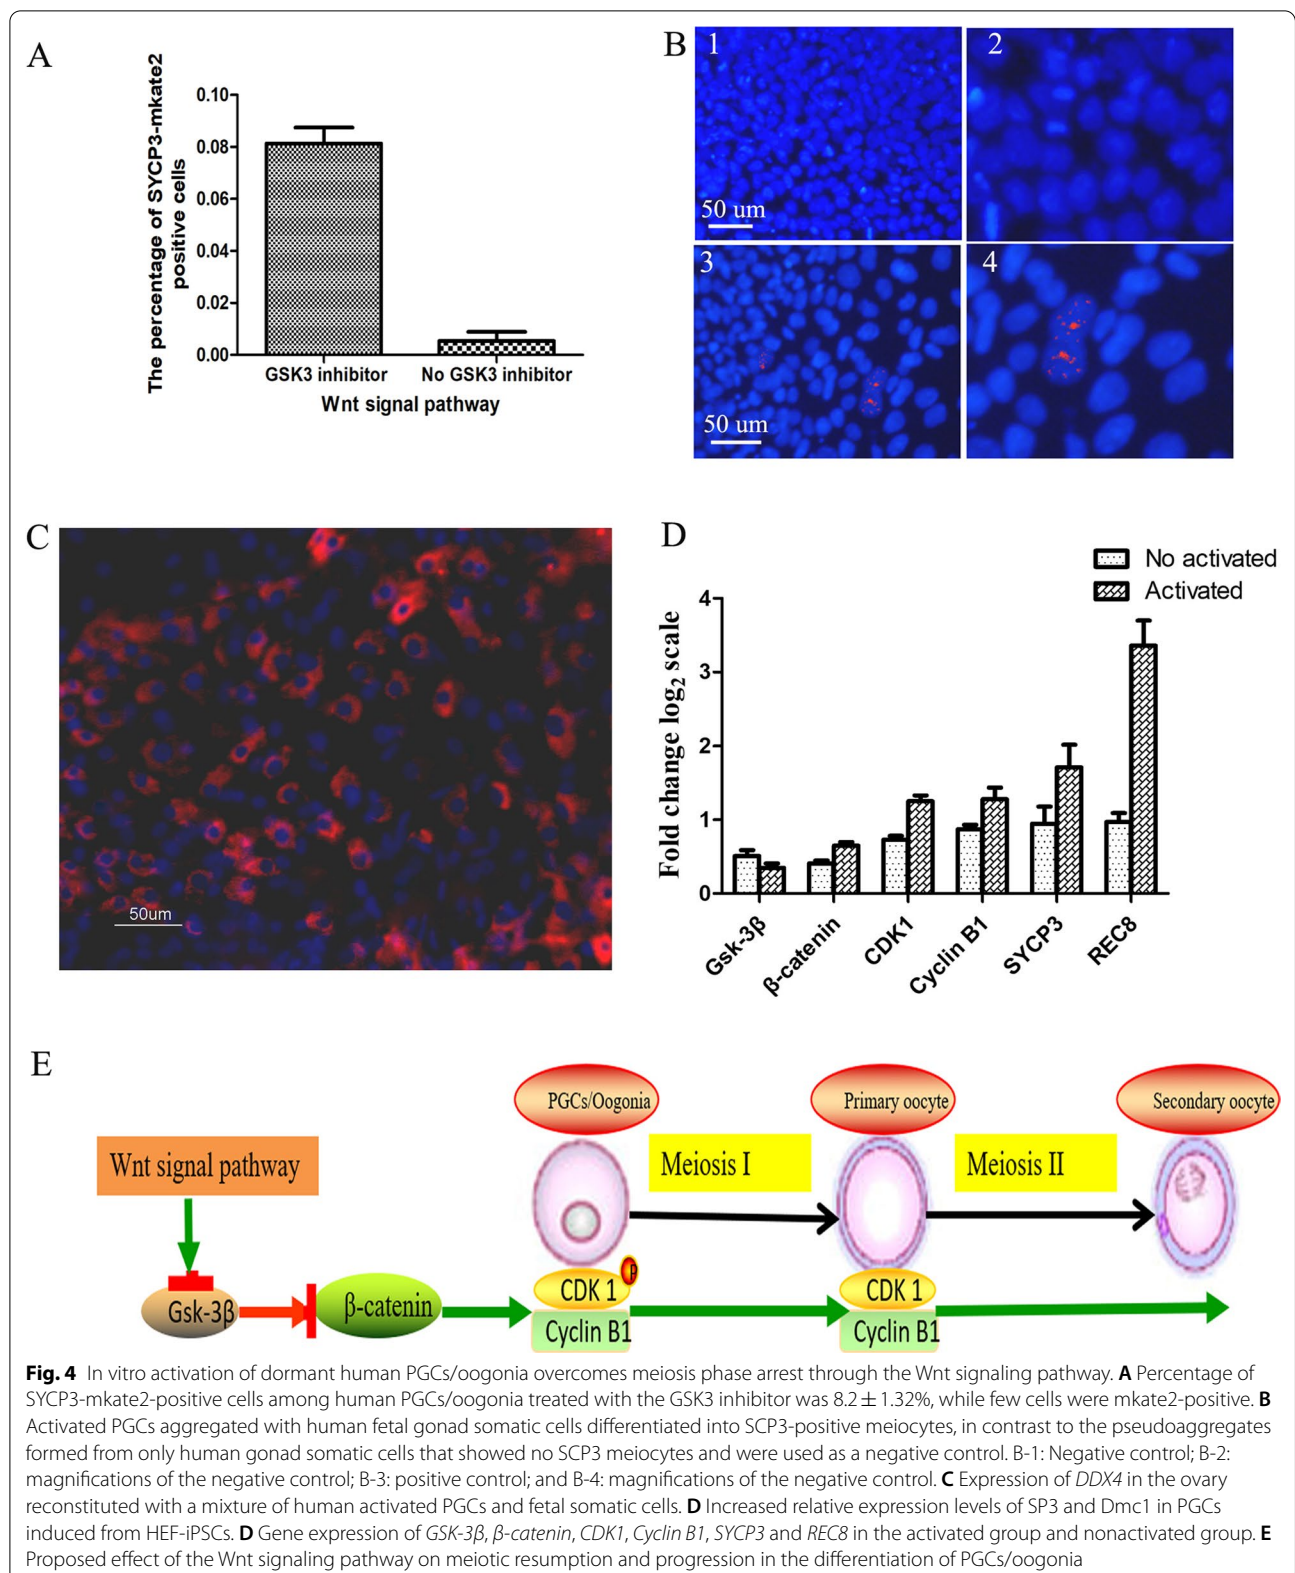 A
The percentage of SYCP3-mkate2
positive cells
0.10
0.08
0.06
0.04
0.02
0.00
GSK3 inhibitor
No GSK3 inhibitor
Wnt signal pathway
B
1
50 um
2
3
50 um
4
C
50um
D
No activated
Activated
Fold change log2 scale
4
3
2
1
0
Gsk-3β
β-catenin
CDK1
Cyclin B1
SYCP3
REC8
E
PGCs/Oogonia
Primary oocyte
Secondary oocyte
Wnt signal pathway
Meiosis I
Meiosis II
Gsk-3β
β-catenin
P
CDK 1
Cyclin B1
CDK 1
Cyclin B1
Fig. 4 In vitro activation of dormant human PGCs/oogonia overcomes meiosis phase arrest through the Wnt signaling pathway. A Percentage of
SYCP3-mkate2-positive cells among human PGCs/oogonia treated with the GSK3 inhibitor was 8.2 ± 1.32%, while few cells were mkate2-positive. B
Activated PGCs aggregated with human fetal gonad somatic cells differentiated into SCP3-positive meiocytes, in contrast to the pseudoaggregates
formed from only human gonad somatic cells that showed no SCP3 meiocytes and were used as a negative control. B-1: Negative control; B-2:
magnifications of the negative control; B-3: positive control; and B-4: magnifications of the negative control. C Expression of DDX4 in the ovary
reconstituted with a mixture of human activated PGCs and fetal somatic cells. D Increased relative expression levels of SP3 and Dmc1 in PGCs
induced from HEF-iPSCs. D Gene expression of GSK-3β, β-catenin, CDK1, Cyclin B1, SYCP3 and REC8 in the activated group and nonactivated group. E
Proposed effect of the Wnt signaling pathway on meiotic resumption and progression in the differentiation of PGCs/oogonia